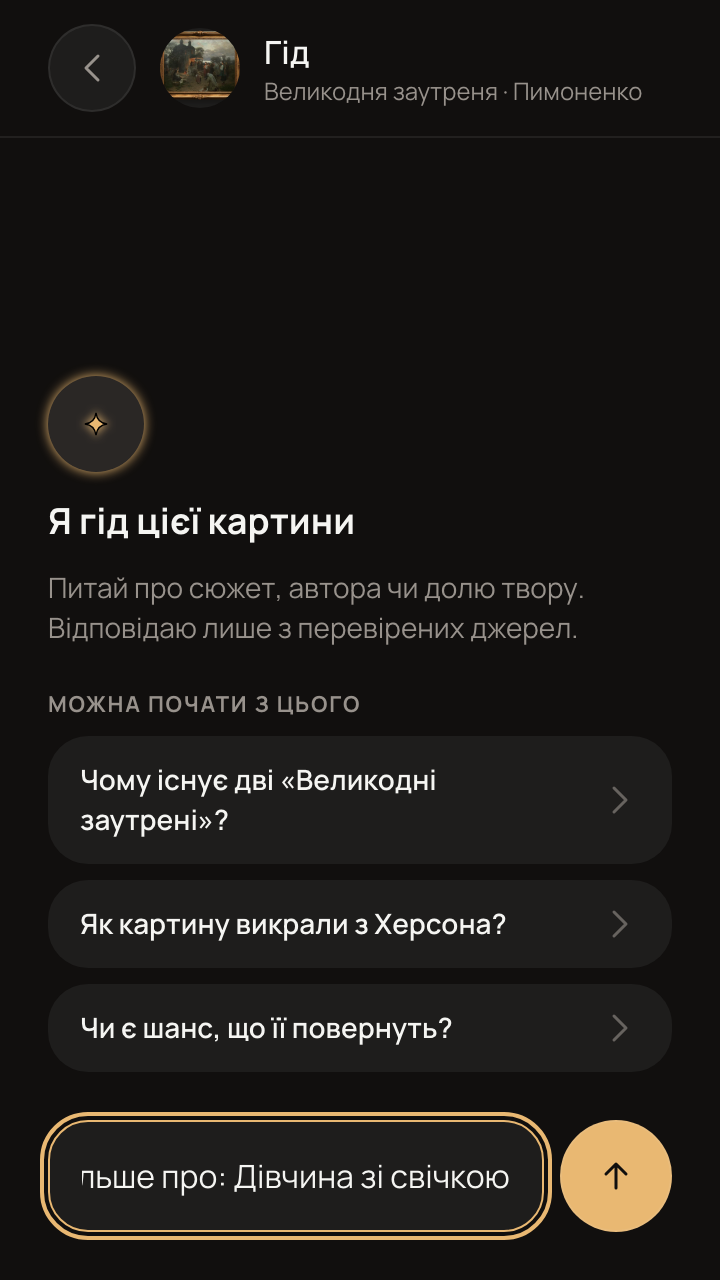 Гід
Великодня заутреня · Пимоненко
Я гід цієї картини
Питай про сюжет, автора чи долю твору.
Відповідаю лише з перевірених джерел.
МОЖНА ПОЧАТИ З ЦЬОГО
Чому існує дві «Великодні
заутрені»?
Як картину викрали з Херсона?
Чи є шанс, що її повернуть?
льше про: Дівчина зі свічкою